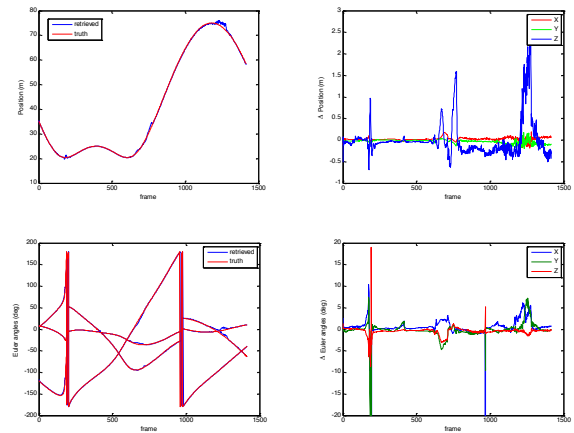 80
70
60
50
40
30
20
10
0
500
1000
1500
Position (m)
frame
retrieved
truth
3
2.5
2
1.5
1
0.5
0
-0.5
-1
0
500
1000
1500
Δ Position (m)
frame
X
Y
Z
200
150
100
50
0
-50
-100
-150
-200
0
500
1000
1500
Euler angles (deg)
frame
retrieved
truth
20
15
10
5
0
-5
-10
-15
-20
0
500
1000
1500
Δ Euler angles (deg)
frame
X
Y
Z